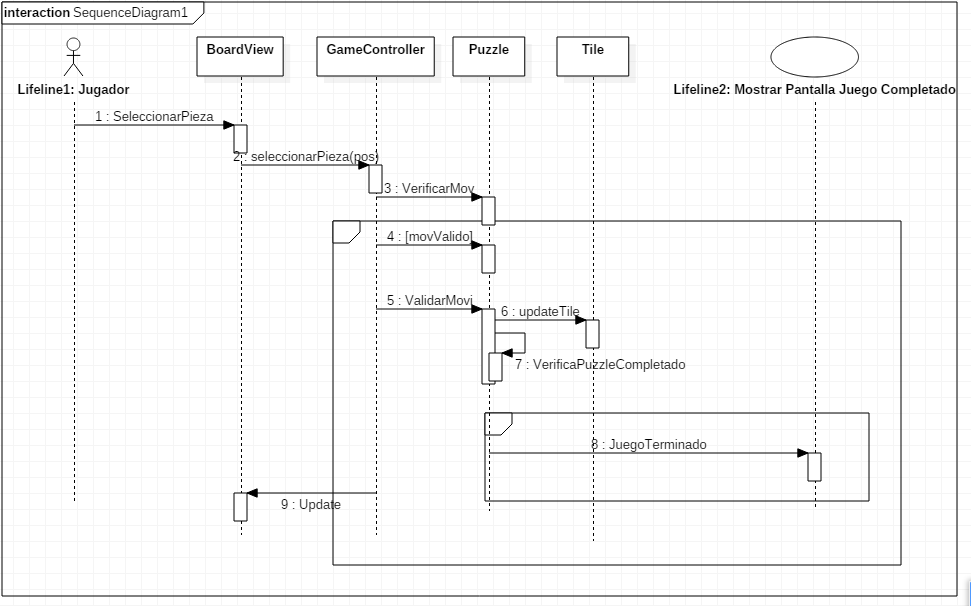 interaction SequenceDiagram1
BoardView
GameController
Puzzle
Tile
Lifeline1: Jugador
Lifeline2: Mostrar Pantalla Juego Completado
1 : SeleccionarPieza
2 : seleccionarPieza(pos)
3 : VerificarMov
4 : [movValido]
5 : ValidarMovi
6 : updateTile
7 : VerificaPuzzleCompletado
8 : JuegoTerminado
9 : Update